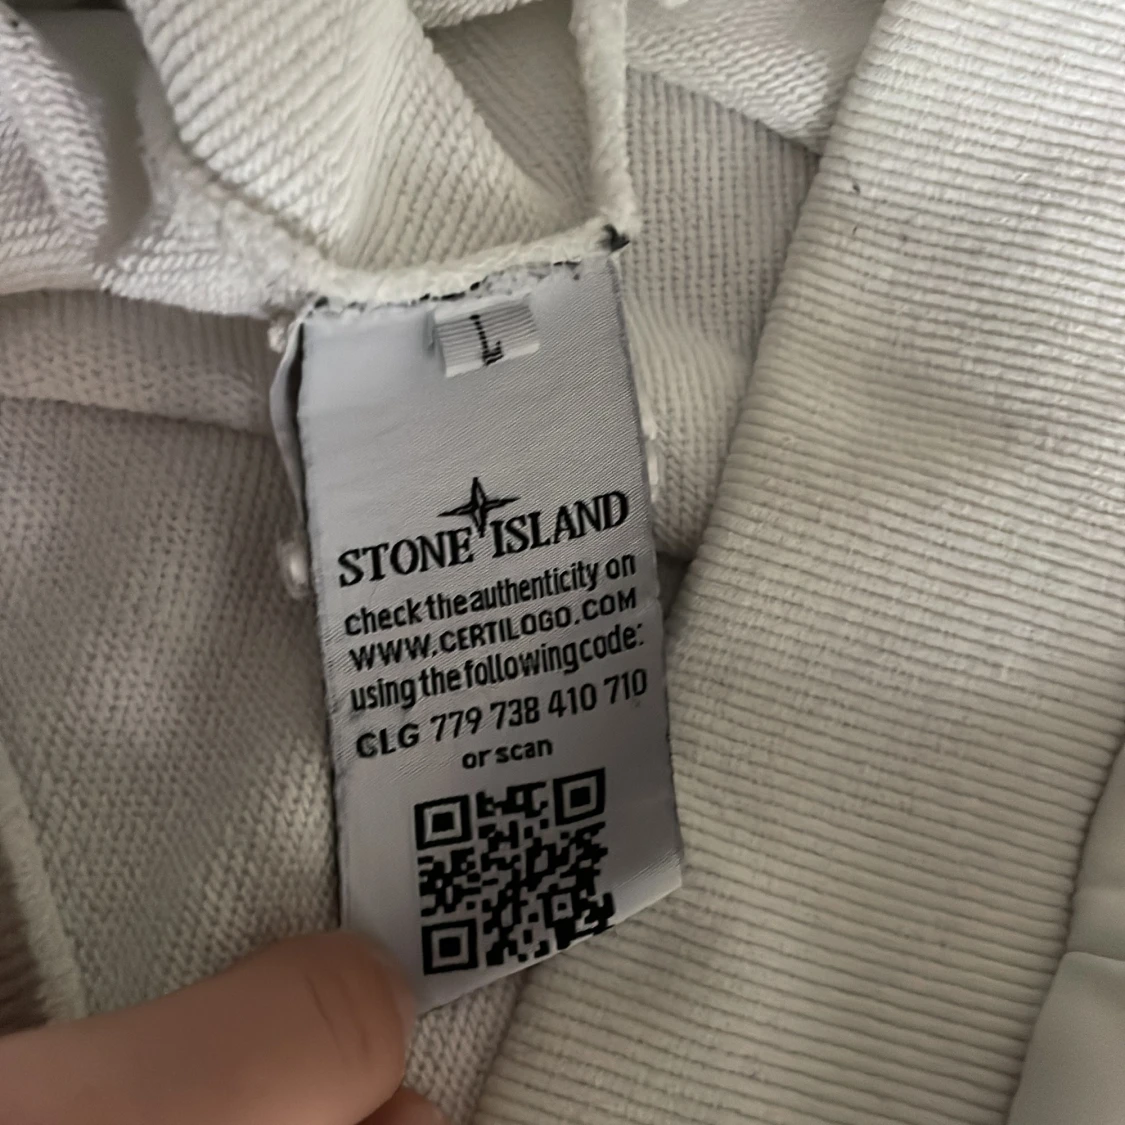 L
STONE ISLAND
check the authenticity on
WWW.CERTILOGO.COM
using the following code:
CLG 779 738 410 710
or scan